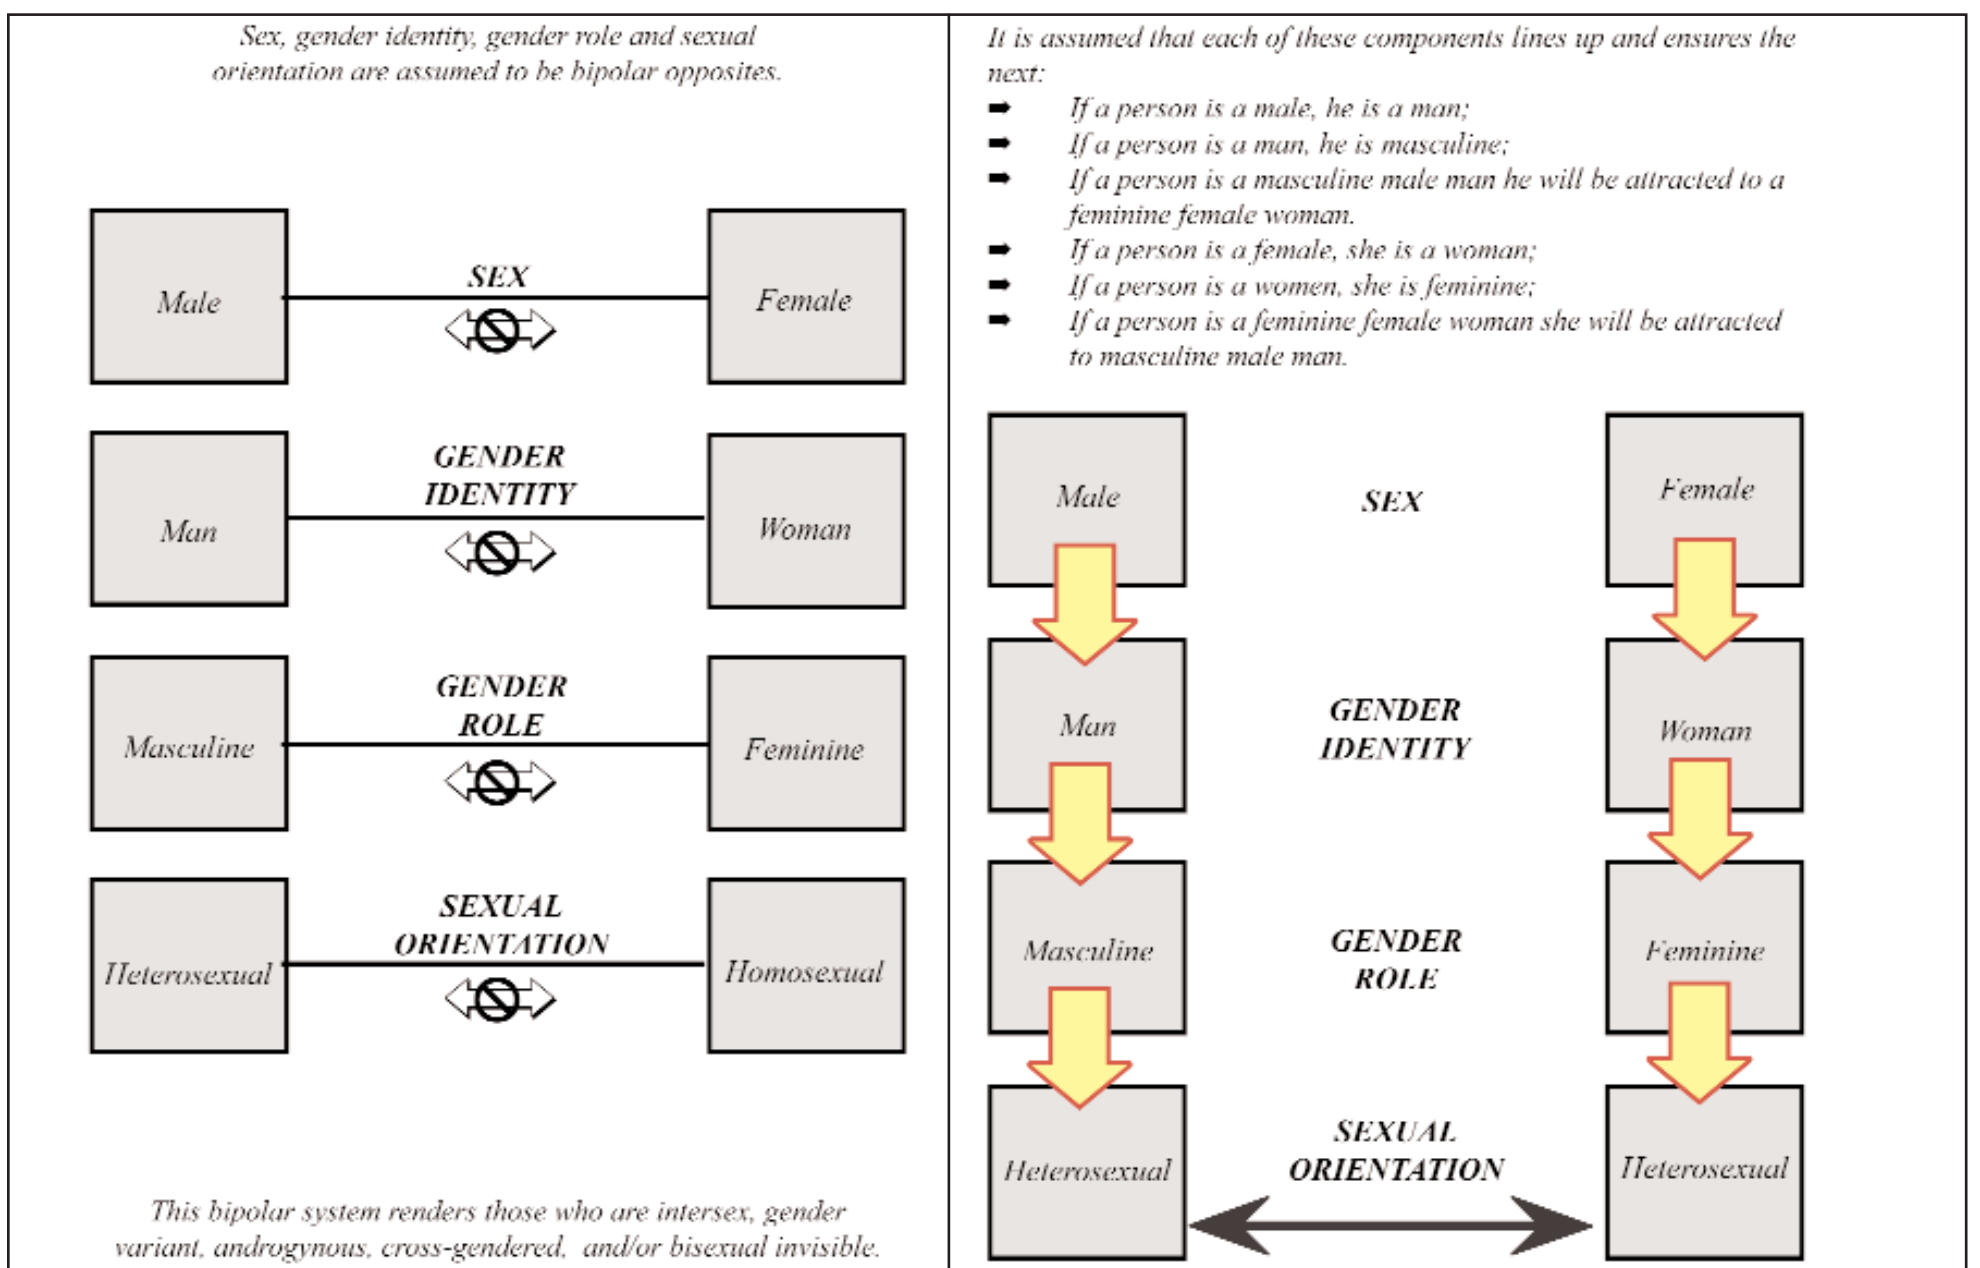 Sex, gender identity, gender role and sexual
orientation are assumed to be bipolar opposites.
Male
SEX
Female
Man
GENDER
IDENTITY
Woman
Masculine
GENDER
ROLE
Feminine
Heterosexual
SEXUAL
ORIENTATION
Homosexual
This bipolar system renders those who are intersex, gender
variant, androgynous, cross-gendered, and/or bisexual invisible.
It is assumed that each of these components lines up and ensures the
next:
➡ If a person is a male, he is a man;
➡ If a person is a man, he is masculine;
➡ If a person is a masculine male man he will be attracted to a
feminine female woman.
➡ If a person is a female, she is a woman;
➡ If a person is a women, she is feminine;
➡ If a person is a feminine female woman she will be attracted
to masculine male man.
Male
SEX
Female
Man
GENDER
IDENTITY
Woman
Masculine
GENDER
ROLE
Feminine
Heterosexual
SEXUAL
ORIENTATION
Heterosexual